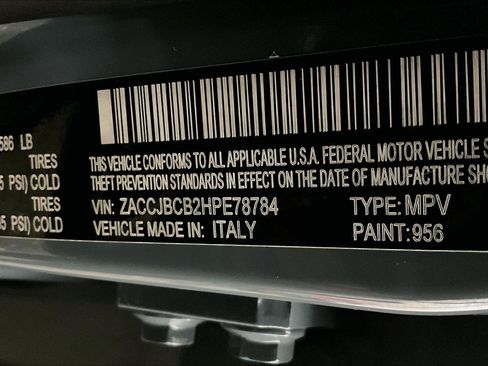 586 LB
TIRES
5 PSI) COLD
TIRES
5 PSI) COLD
THIS VEHICLE CONFORMS TO ALL APPLICABLE U.S.A. FEDERAL MOTOR VEHICLE S
THEFT PREVENTION STANDARDS IN EFFECT ON THE DATE OF MANUFACTURE SHO
VIN: ZACCJBCB2HPE78784 TYPE: MPV
VEHICLE MADE IN: ITALY PAINT:956